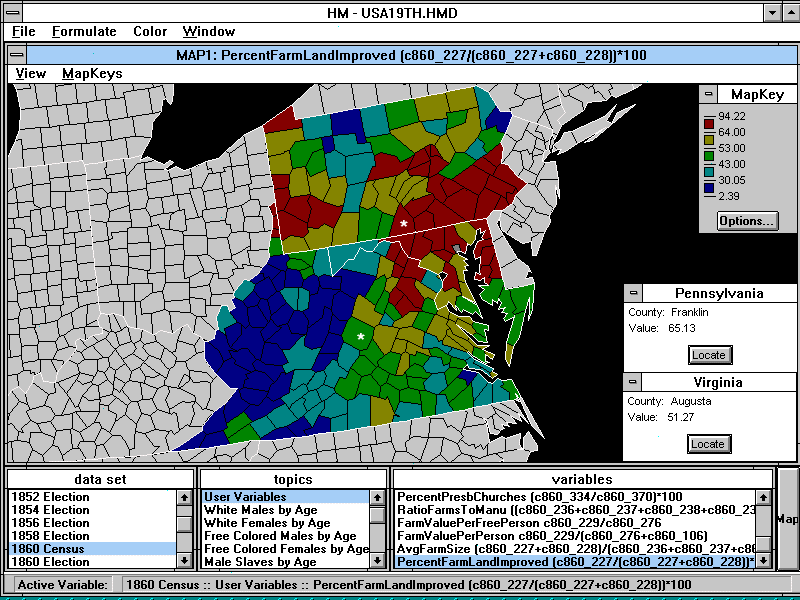 HM - USA19TH.HMD
File Formulate Color Window
MAP1: PercentFarmLandImproved (c860_227/(c860_227+c860_228))*100
View MapKeys
MapKey
94.22
64.00
53.00
43.00
30.05
2.39
Options...
*
*
Pennsylvania
County: Franklin
Value: 65.13
Locate
Virginia
County: Augusta
Value: 51.27
Locate
data set
1852 Election
1854 Election
1856 Election
1858 Election
1860 Census
1860 Election
topics
User Variables
White Males by Age
White Females by Age
Free Colored Males by Age
Free Colored Females by Age
Male Slaves by Age
variables
PercentPresbChurches (c860_334/c860_370)*100
RatioFarmsToManu ((c860_236+c860_237+c860_238+c860_23
FarmValuePerFreePerson c860_229/c860_276
FarmValuePerPerson c860_229/(c860_276+c860_106)
AvgFarmSize (c860_227+c860_228)/(c860_236+c860_237+c86
PercentFarmLandImproved (c860_227/(c860_227+c860_228))*
Map
Active Variable: 1860 Census :: User Variables :: PercentFarmLandImproved (c860_227/(c860_227+c860_228))*100